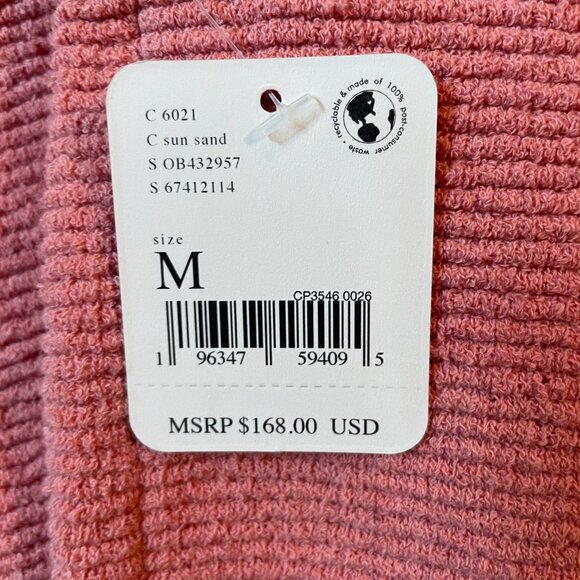 C 6021
C sun sand
S OB432957
S 67412114
recyclable & made of 100% post-consumer waste
size
M
CP3546 0026
1 96347 59409 5
MSRP $168.00 USD